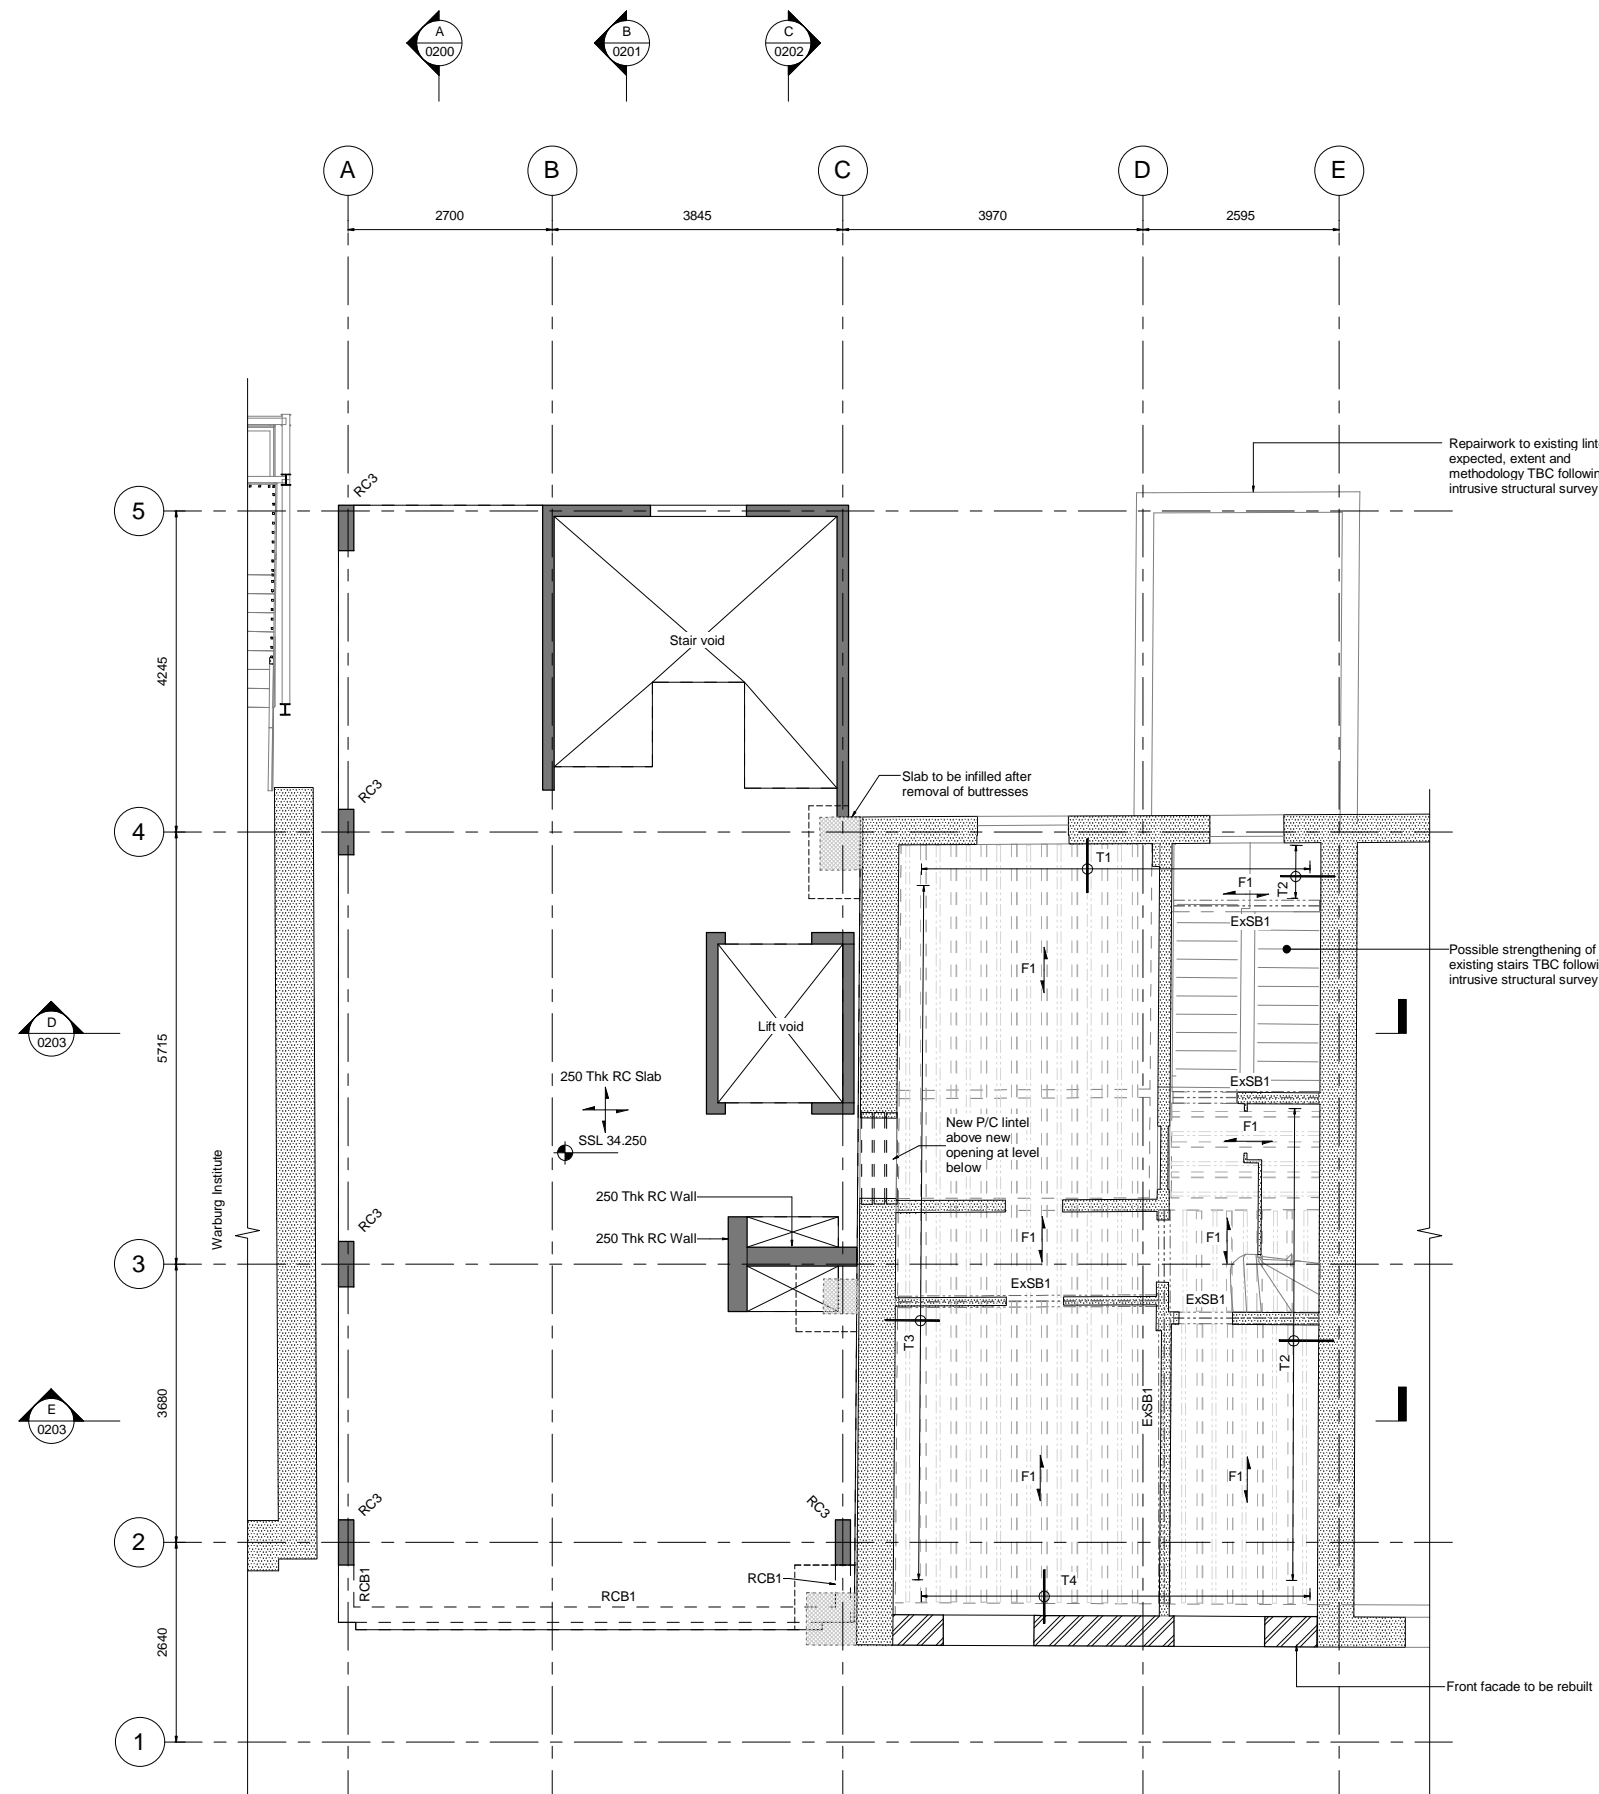 A
0200
B
0201
C
0202
A
B
C
D
E
2700
3845
3970
2595
Repairwork to existing
expected, extent and
methodology TBC
intrusive structural survey
RC3
5
Stair void
4245
Slab to be infilled after
removal of buttresses
RC3
4
T1
F1
T2
ExSB1
Possible strengthening of
existing stairs TBC
intrusive structural survey
F1
D
0203
Lift void
5715
250 Thk RC Slab
ExSB1
SSL 34.250
New P/C lintel
above new
opening at level
below
F1
Warburg Institute
250 Thk RC Wall
250 Thk RC Wall
RC3
F1
F1
3
ExSB1
ExSB1
T3
T2
3680
E
0203
ExSB1
F1
F1
RC3
RC3
2
RCB1
RCB1
RCB1
T4
2640
Front facade to be rebuilt
1